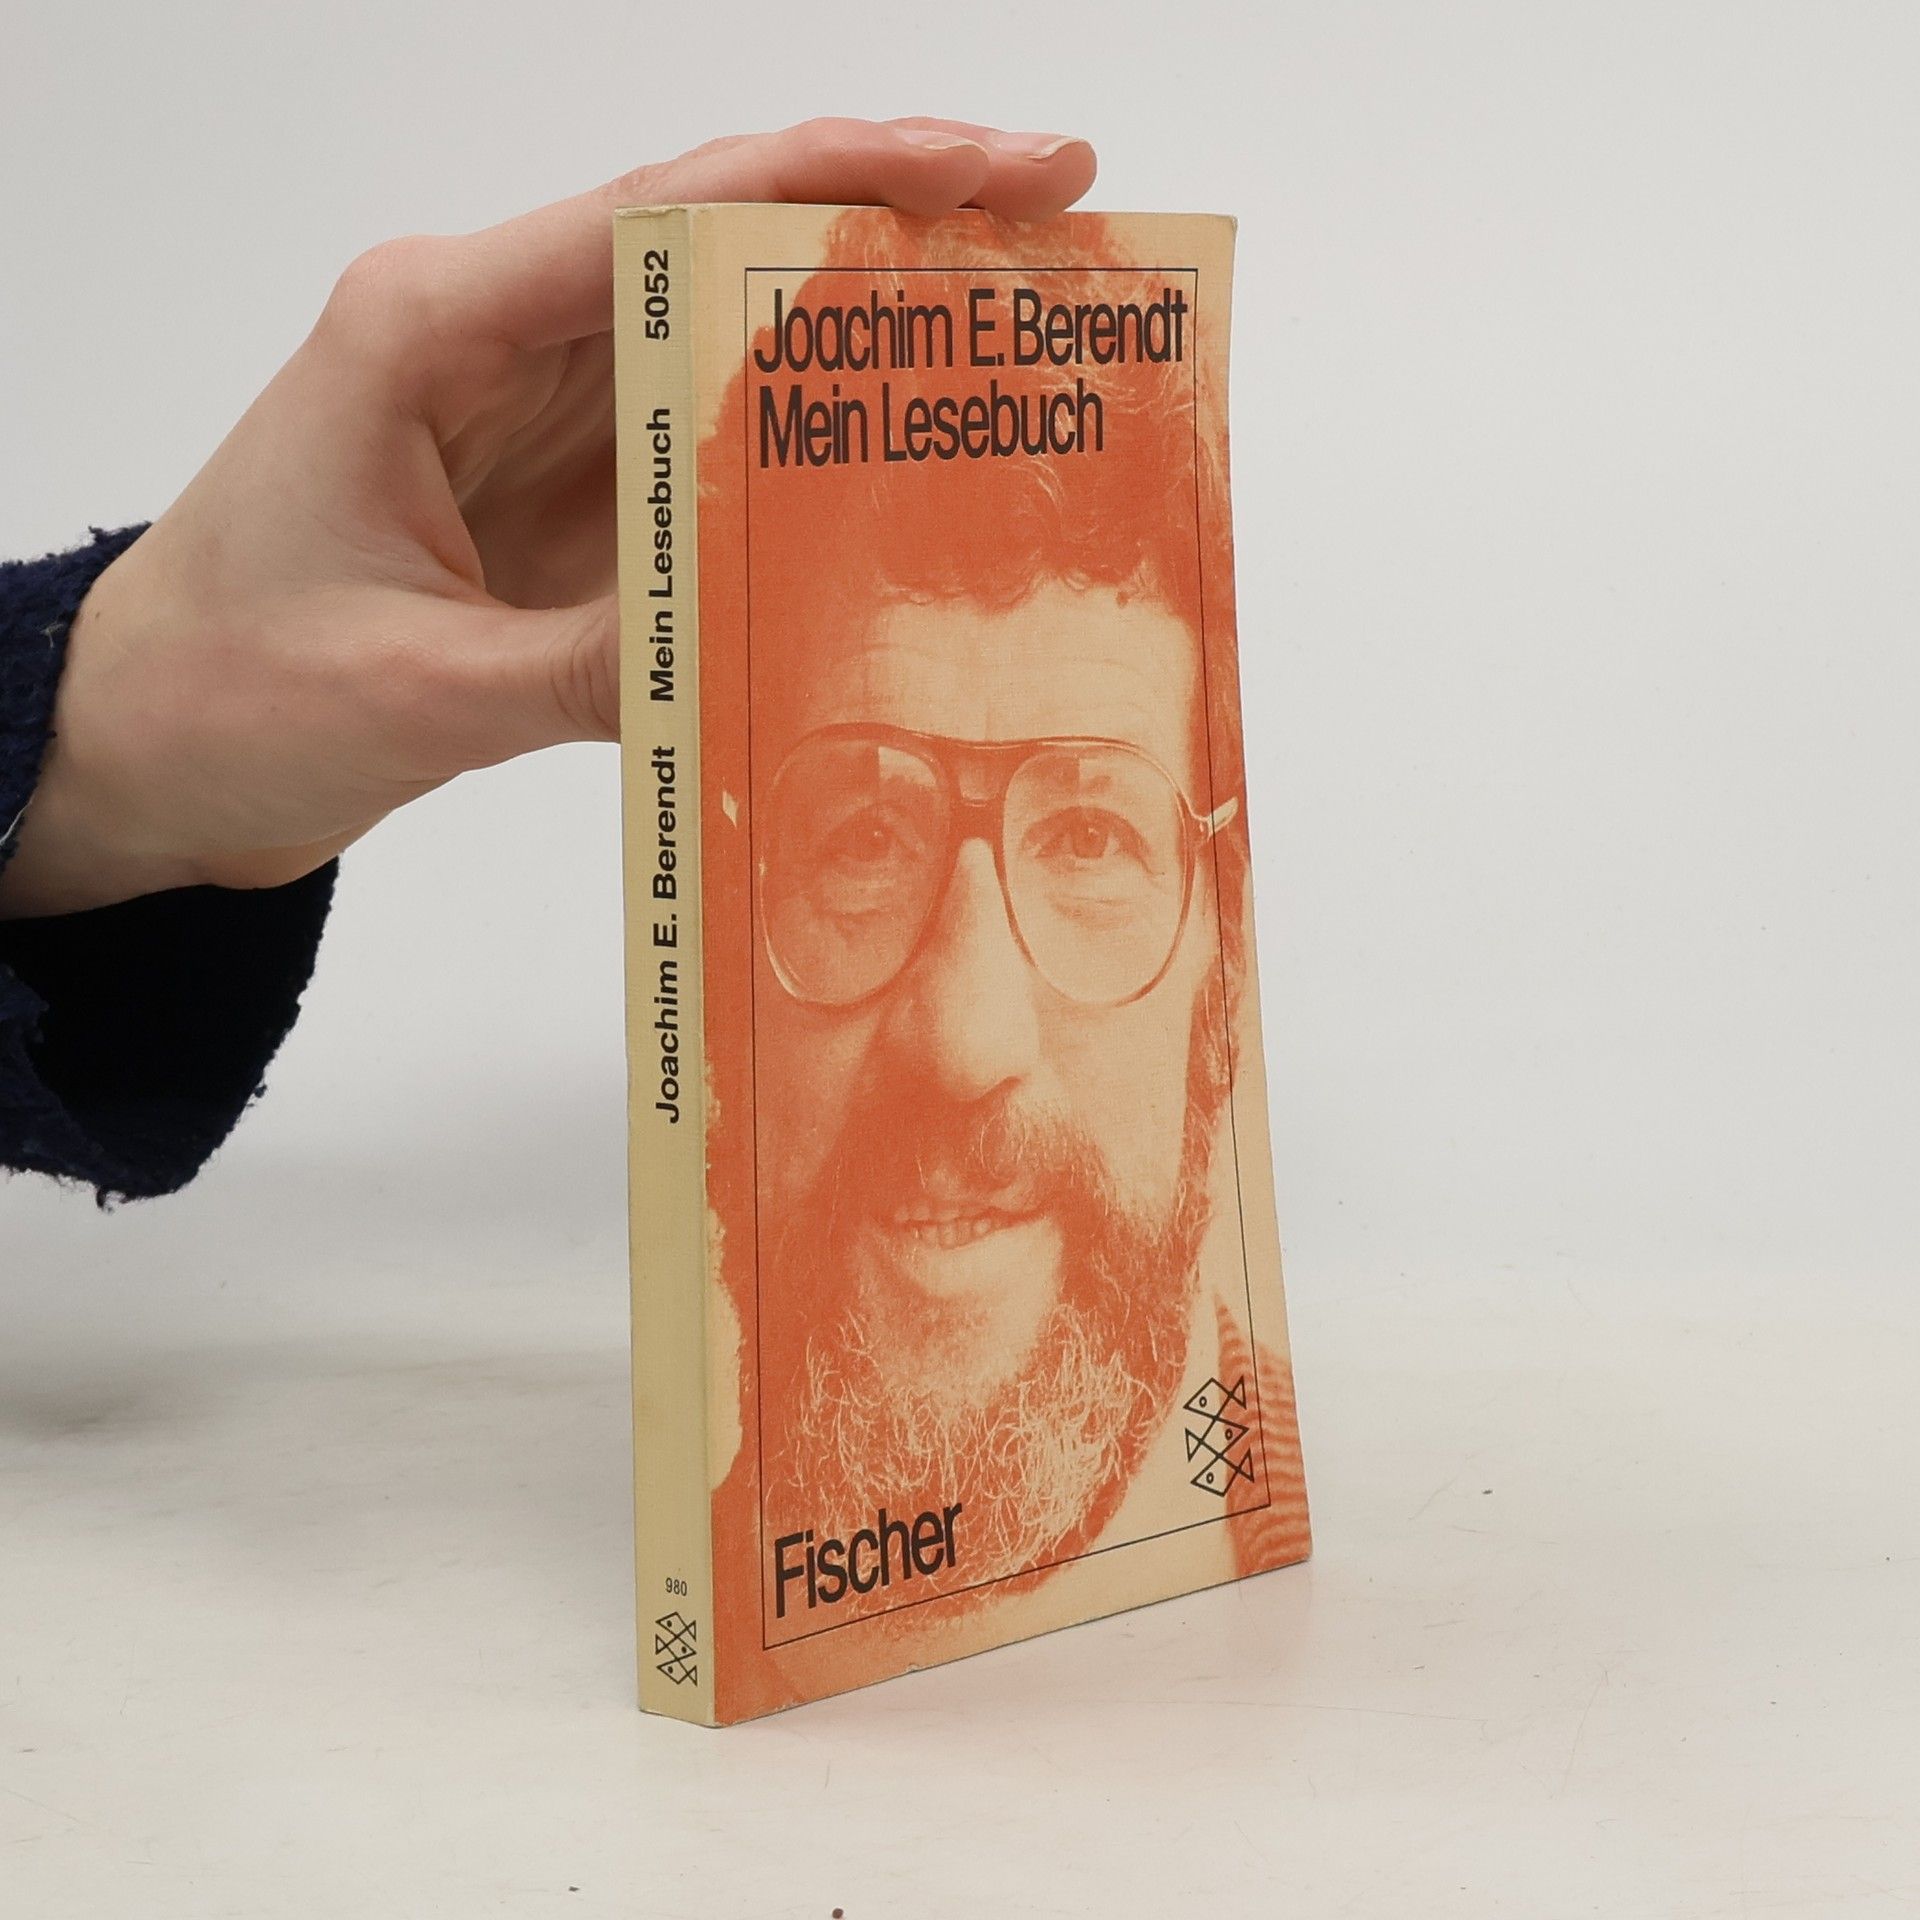 Joachim E. Berendt
Mein Lesebuch
Fischer
Joachim E. Berendt Mein Lesebuch 5052
980